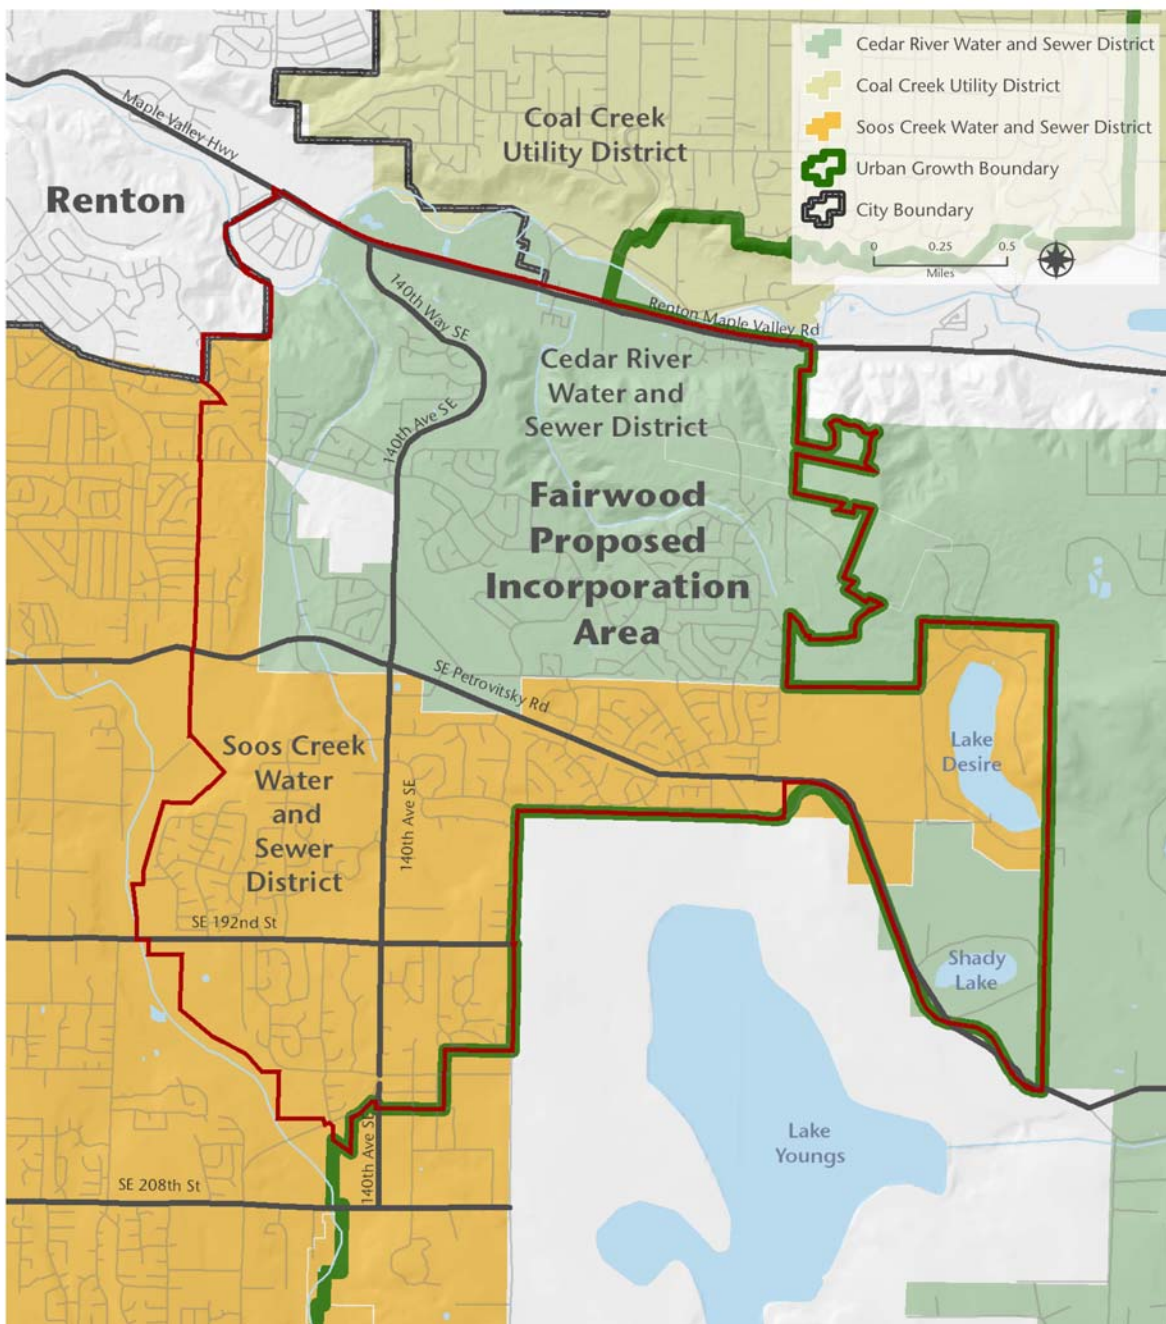 Cedar River Water and Sewer District
Coal Creek Utility District
Soos Creek Water and Sewer District
Urban Growth Boundary
City Boundary
0 0.25 0.5
Miles
Maple Valley Hwy
Coal Creek
Utility District
Renton
140th Way SE
Renton Maple Valley Rd
Cedar River
Water and
Sewer District
140th Ave SE
Fairwood
Proposed
Incorporation
Area
SE Petrovitsky Rd
Soos Creek
Water
and
Sewer
District
Lake
Desire
140th Ave SE
SE 192nd St
Shady
Lake
Lake
Youngs
140th Ave SE
SE 208th St